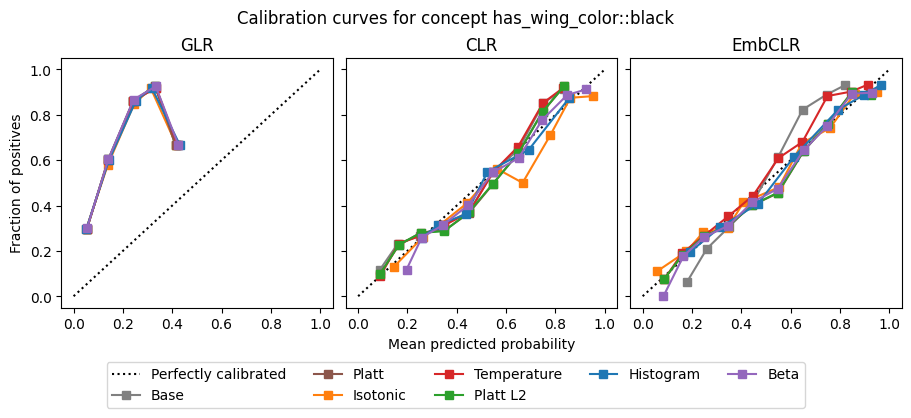 Calibration curves for concept has_wing_color::black
GLR
CLR
EmbCLR
Fraction of positives
1.0
0.8
0.6
0.4
0.2
0.0
0.0 0.2 0.4 0.6 0.8 1.0
0.0 0.2 0.4 0.6 0.8 1.0
0.0 0.2 0.4 0.6 0.8 1.0
Mean predicted probability
Perfectly calibrated
Base
Platt
Isotonic
Temperature
Platt L2
Histogram
Beta